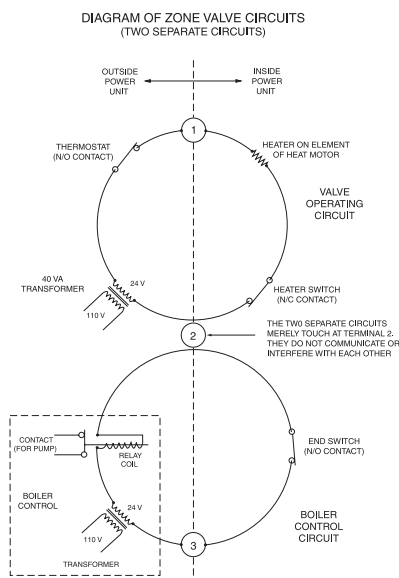 DIAGRAM OF ZONE VALVE CIRCUITS
(TWO SEPARATE CIRCUITS)
OUTSIDE
POWER
UNIT
INSIDE
POWER
UNIT
1
THERMOSTAT
(N/O CONTACT)
HEATER ON ELEMENT
OF HEAT MOTOR
VALVE
OPERATING
CIRCUIT
40 VA
TRANSFORMER
24 V
110 V
HEATER SWITCH
(N/C CONTACT)
2
THE TW0 SEPARATE CIRCUITS
MERELY TOUCH AT TERMINAL 2.
THEY DO NOT COMMUNICATE OR
INTERFERE WITH EACH OTHER
CONTACT
(FOR PUMP)
RELAY
COIL
END SWITCH
(N/O CONTACT)
BOILER
CONTROL
24 V
110 V
TRANSFORMER
3
BOILER
CONTROL
CIRCUIT